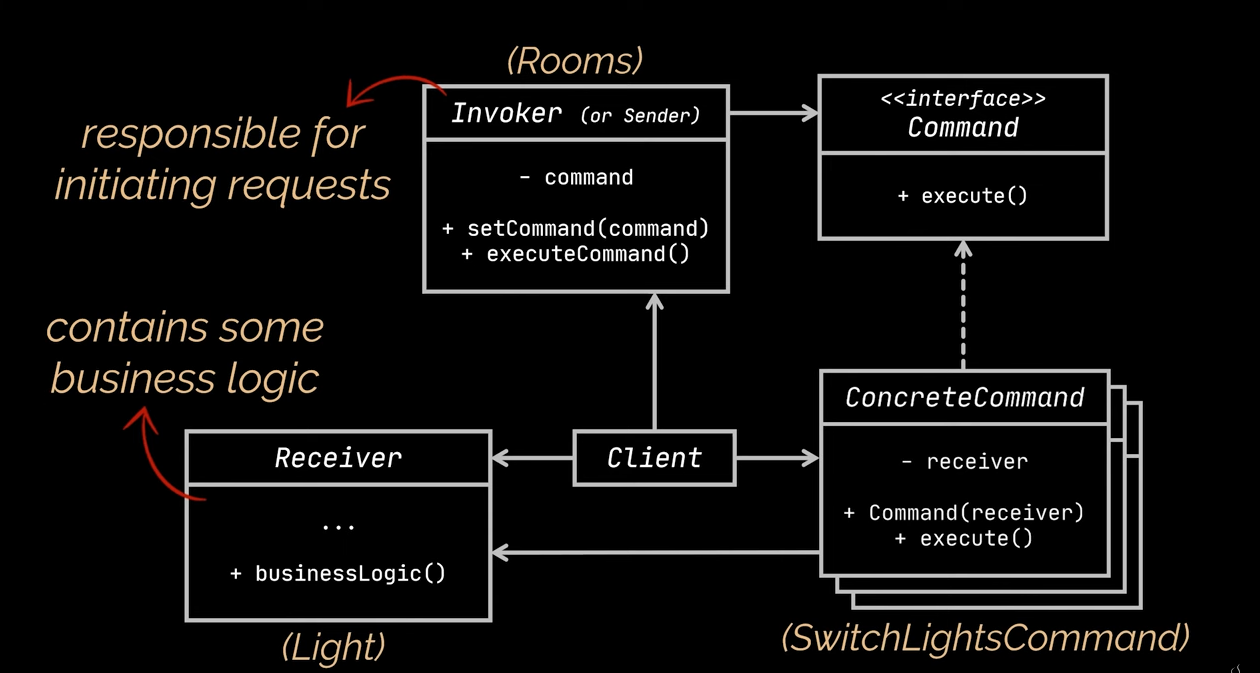 (Rooms)
responsible for
initiating requests
Invoker (or Sender)
- command
+ setCommand(command)
+ executeCommand()
<<interface>>
Command
+ execute()
contains some
business logic
Receiver
...
+ businessLogic()
(Light)
Client
ConcreteCommand
- receiver
+ Command(receiver)
+ execute()
(SwitchLightsCommand)